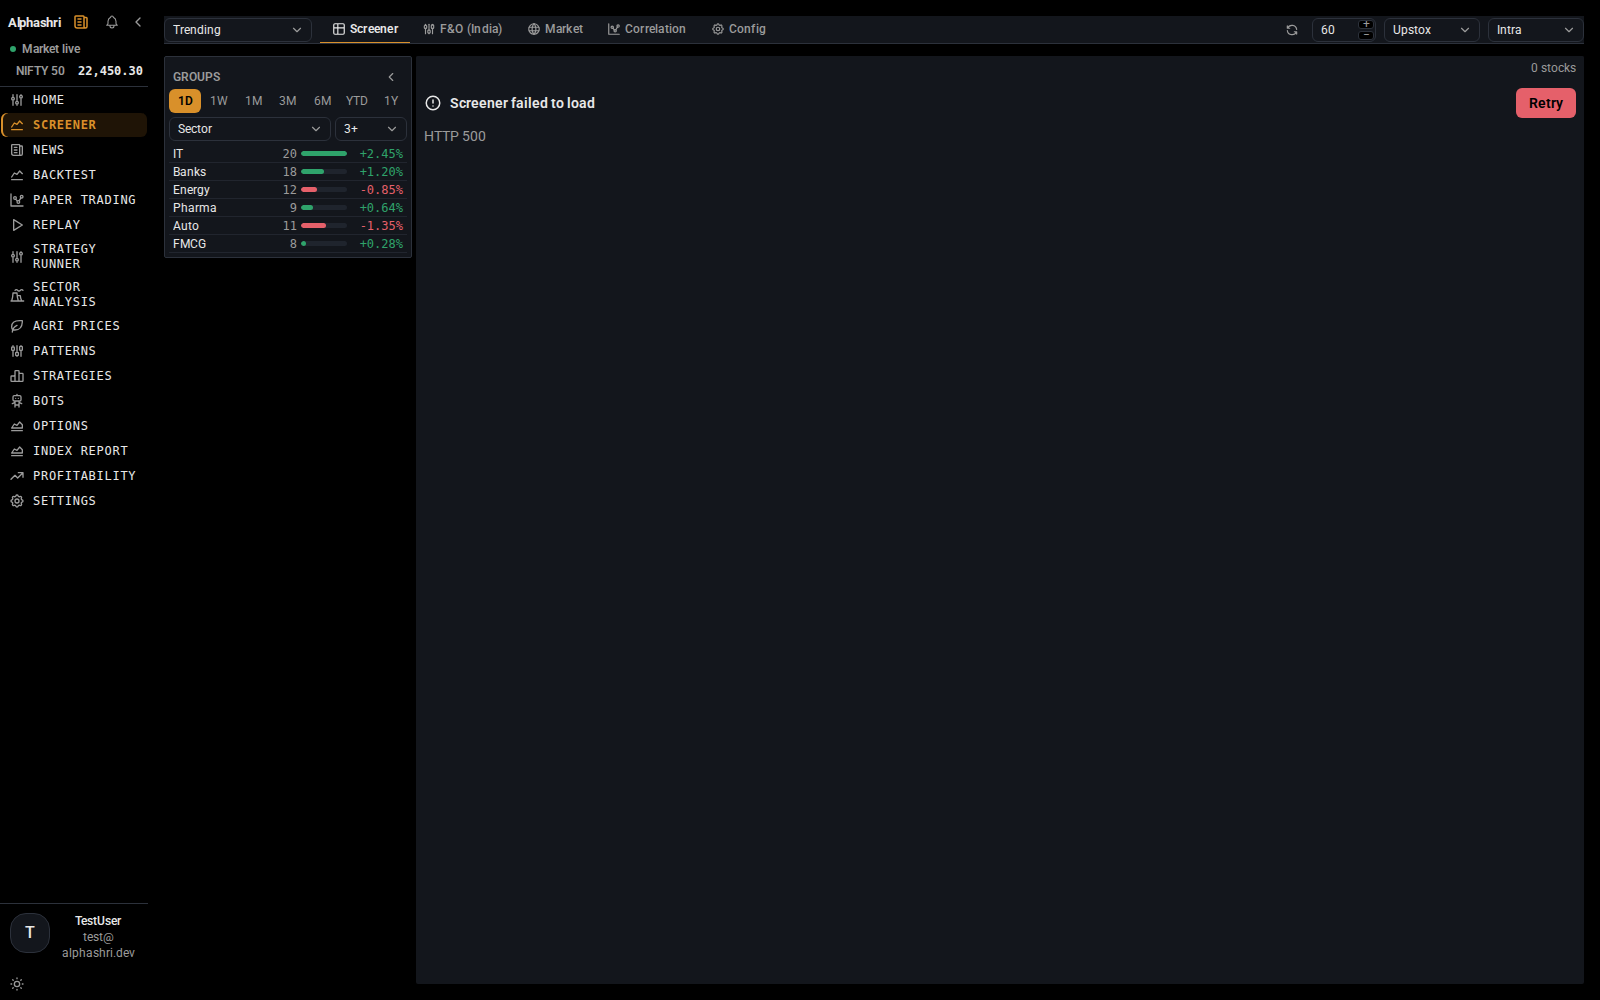 Alphashri
Market live
NIFTY 50 22,450.30
HOME
SCREENER
NEWS
BACKTEST
PAPER TRADING
REPLAY
STRATEGY
RUNNER
SECTOR
ANALYSIS
AGRI PRICES
PATTERNS
STRATEGIES
BOTS
OPTIONS
INDEX REPORT
PROFITABILITY
SETTINGS
T
TestUser
test@
alphashri.dev
Trending Screener F&O (India) Market Correlation Config 60 + − Upstox Intra
GROUPS
1D 1W 1M 3M 6M YTD 1Y
Sector 3+
IT 20 +2.45%
Banks 18 +1.20%
Energy 12 -0.85%
Pharma 9 +0.64%
Auto 11 -1.35%
FMCG 8 +0.28%
0 stocks
Screener failed to load Retry
HTTP 500